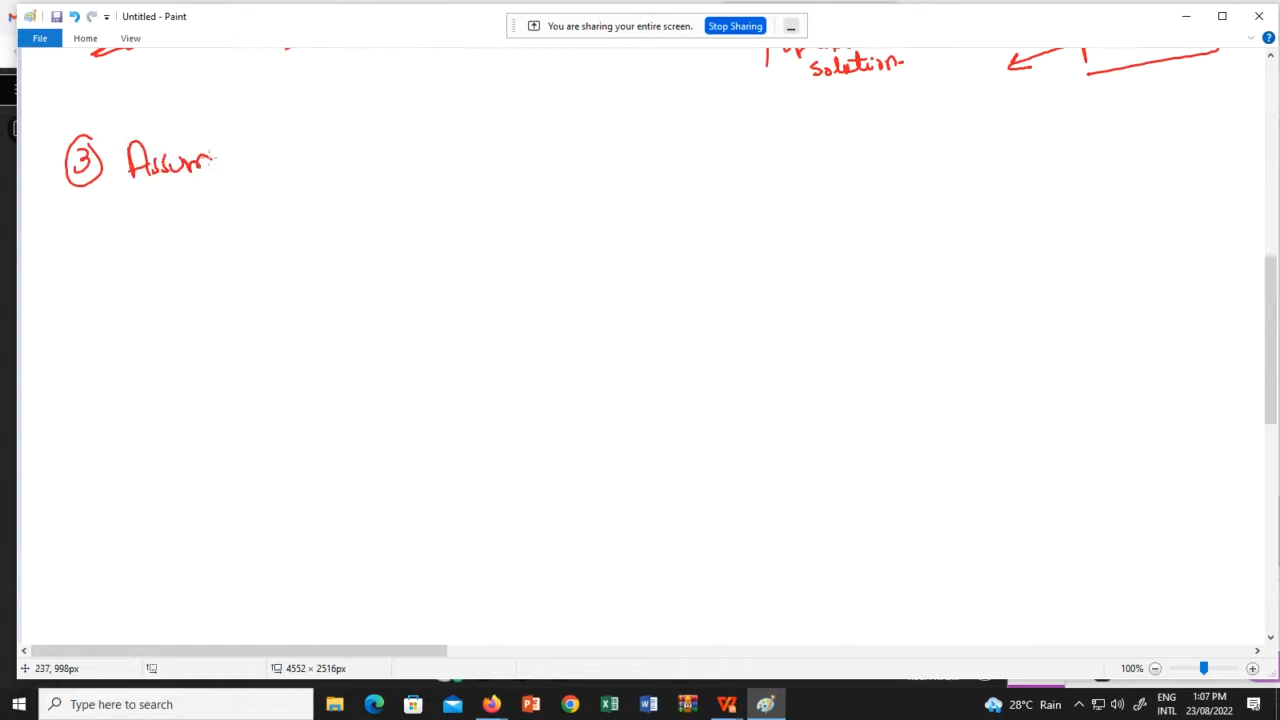 Untitled - Paint
You are sharing your entire screen.
Stop Sharing
File
Home
View
solution-
3 Assum
237, 998px
4552 × 2516px
100%
Type here to search
28°C Rain
ENG
INTL
1:07 PM
23/08/2022